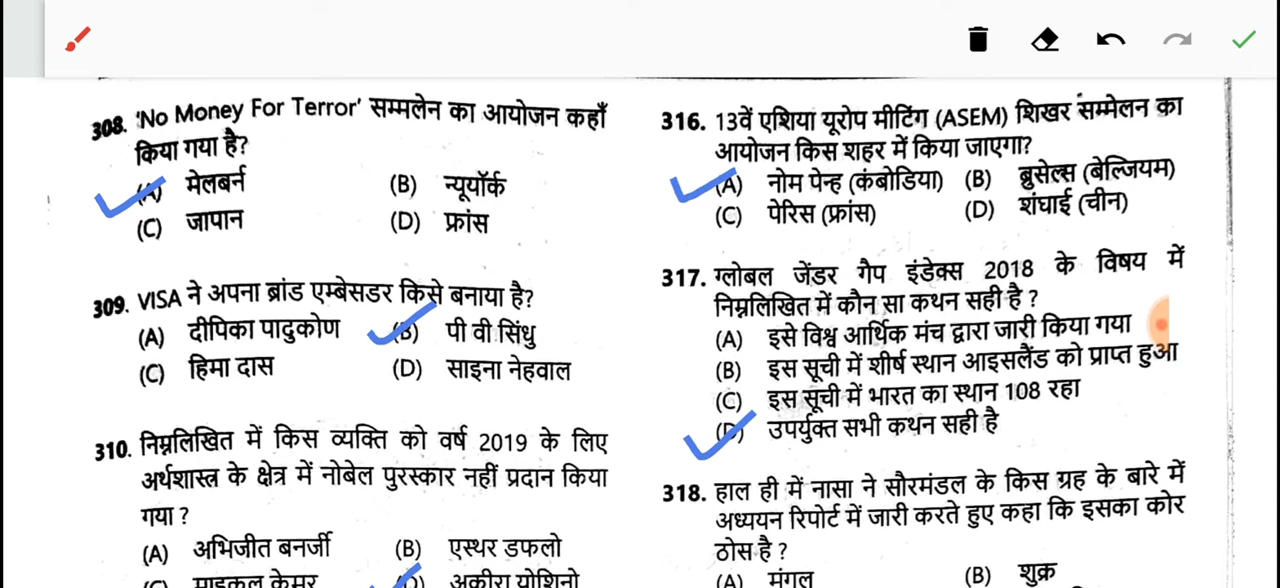 308. 'No Money For Terror' सम्मलेन का आयोजन कहाँ
किया गया है?
(A) मेलबर्न (B) न्यूयॉर्क
(C) जापान (D) फ्रांस
309. VISA ने अपना ब्रांड एम्बेसडर किसे बनाया है?
(A) दीपिका पादुकोण (B) पी वी सिंधु
(C) हिमा दास (D) साइना नेहवाल
310. निम्नलिखित में किस व्यक्ति को वर्ष 2019 के लिए
अर्थशास्त्र के क्षेत्र में नोबेल पुरस्कार नहीं प्रदान किया
गया ?
(A) अभिजीत बनर्जी (B) एस्थर डफलो
(C) माइकल क्रेमर (D) अकीरा योशिनो
316. 13वें एशिया यूरोप मीटिंग (ASEM) शिखर सम्मेलन का
आयोजन किस शहर में किया जाएगा?
(A) नोम पेन्ह (कंबोडिया) (B) ब्रुसेल्स (बेल्जियम)
(C) पेरिस (फ्रांस) (D) शंघाई (चीन)
317. ग्लोबल जेंडर गैप इंडेक्स 2018 के विषय में
निम्नलिखित में कौन सा कथन सही है ?
(A) इसे विश्व आर्थिक मंच द्वारा जारी किया गया
(B) इस सूची में शीर्ष स्थान आइसलैंड को प्राप्त हुआ
(C) इस सूची में भारत का स्थान 108 रहा
(D) उपर्युक्त सभी कथन सही है
318. हाल ही में नासा ने सौरमंडल के किस ग्रह के बारे में
अध्ययन रिपोर्ट में जारी करते हुए कहा कि इसका कोर
ठोस है ?
(A) मंगल (B) शुक्र